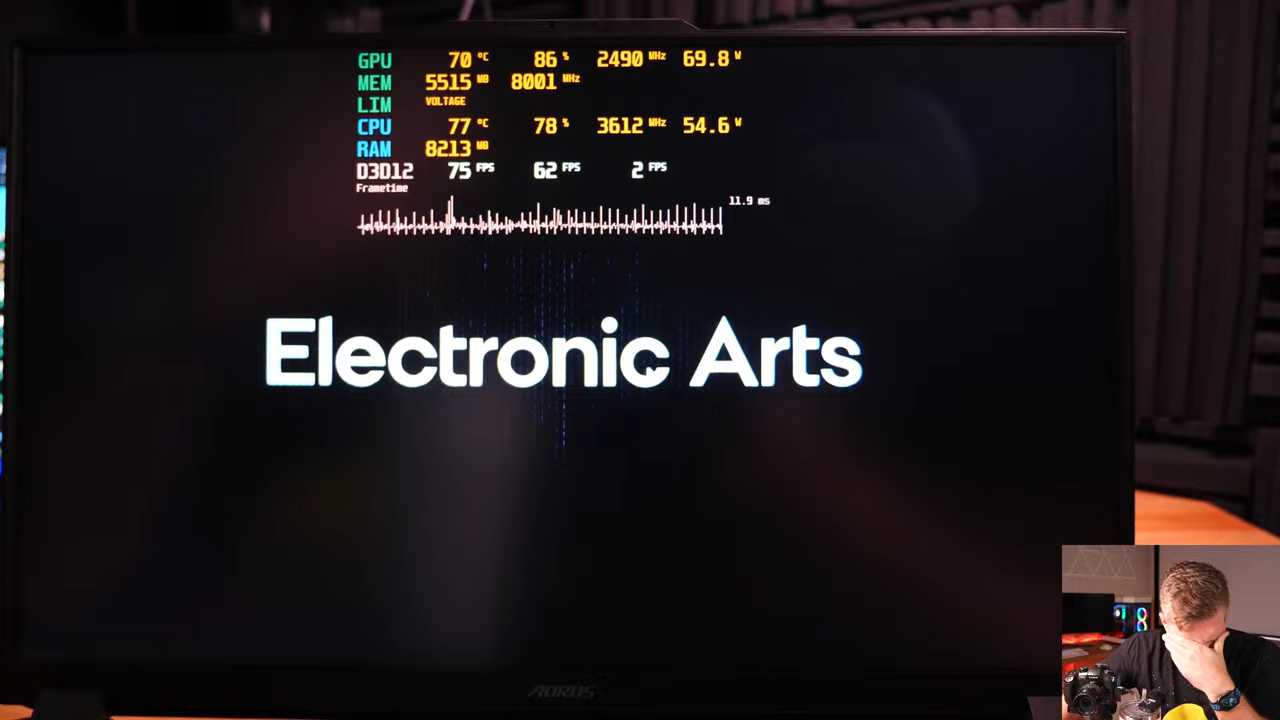 GPU 70 °C 86 % 2490 MHz 69.8 W
MEM 5515 MB 8001 MHz
LIM VOLTAGE
CPU 77 °C 78 % 3612 MHz 54.6 W
RAM 8213 MB
D3D12 75 FPS 62 FPS 2 FPS
Frametime
11.9 ms
Electronic Arts
AORUS